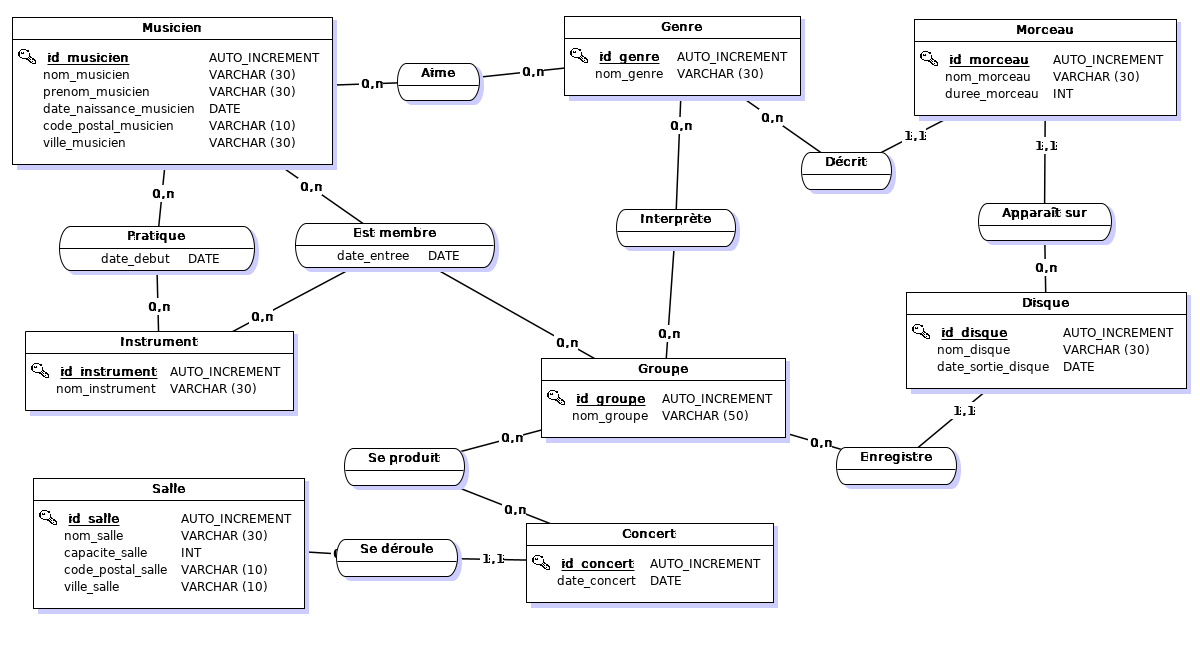 Musicien
id_musicien AUTO_INCREMENT
nom_musicien VARCHAR (30)
prenom_musicien VARCHAR (30)
date_naissance_musicien DATE
code_postal_musicien VARCHAR (10)
ville_musicien VARCHAR (30)
0,n
Aime
0,n
Genre
id_genre AUTO_INCREMENT
nom_genre VARCHAR (30)
Morceau
id_morceau AUTO_INCREMENT
nom_morceau VARCHAR (30)
duree_morceau INT
0,n
0,n
0,n
0,n
1,1
1,1
Décrit
Pratique
date_debut DATE
Est membre
date_entree DATE
Interprète
Apparaît sur
0,n
0,n
0,n
0,n
0,n
Instrument
id_instrument AUTO_INCREMENT
nom_instrument VARCHAR (30)
Groupe
id_groupe AUTO_INCREMENT
nom_groupe VARCHAR (50)
Disque
id_disque AUTO_INCREMENT
nom_disque VARCHAR (30)
date_sortie_disque DATE
0,n
0,n
1,1
Se produit
Enregistre
0,n
Salle
id_salle AUTO_INCREMENT
nom_salle VARCHAR (30)
capacite_salle INT
code_postal_salle VARCHAR (10)
ville_salle VARCHAR (10)
Se déroule
1,1
Concert
id_concert AUTO_INCREMENT
date_concert DATE